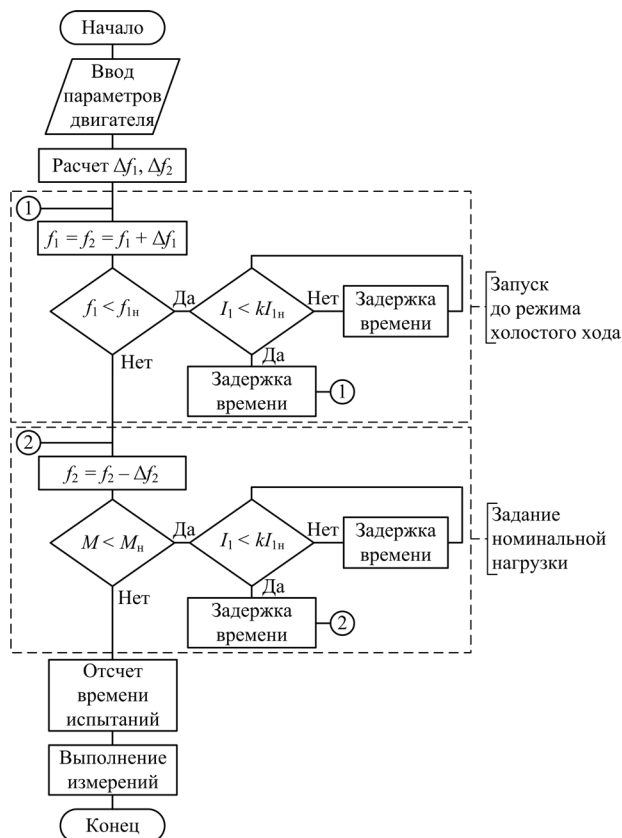 Начало
Ввод
параметров
двигателя
Расчет Δf₁, Δf₂
1
f₁ = f₂ = f₁ + Δf₁
f₁ < f₁н
Да
I₁ < kI₁н
Нет
Задержка
времени
Запуск
до режима
холостого хода
Нет
Да
Задержка
времени
1
2
f₂ = f₂ – Δf₂
M < Mн
Да
I₁ < kI₁н
Нет
Задержка
времени
Задание
номинальной
нагрузки
Нет
Да
Задержка
времени
2
Отсчет
времени
испытаний
Выполнение
измерений
Конец